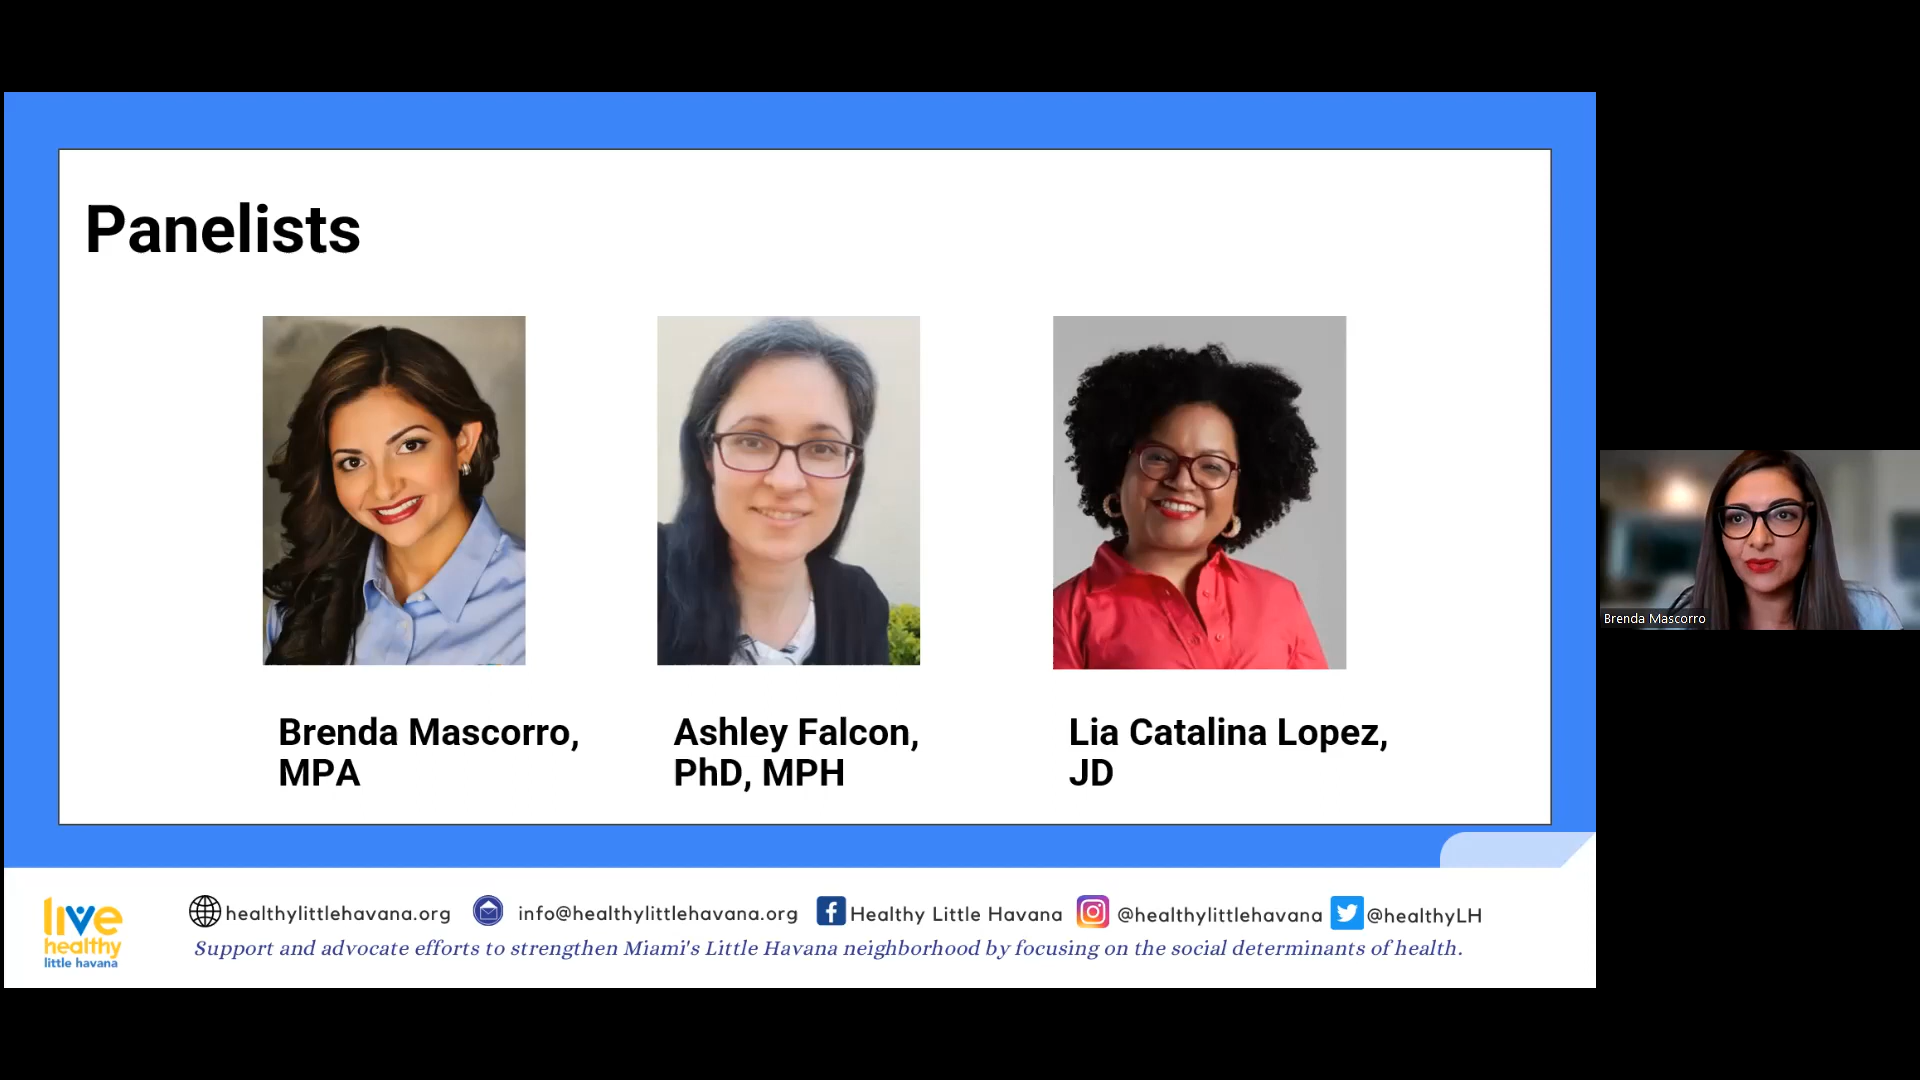 Panelists
Brenda Mascorro,
MPA
Ashley Falcon,
PhD, MPH
Lia Catalina Lopez,
JD
Brenda Mascorro
live
healthy
little havana
healthylittlehavana.org
info@healthylittlehavana.org
Healthy Little Havana
@healthylittlehavana
@healthyLH
Support and advocate efforts to strengthen Miami's Little Havana neighborhood by focusing on the social determinants of health.